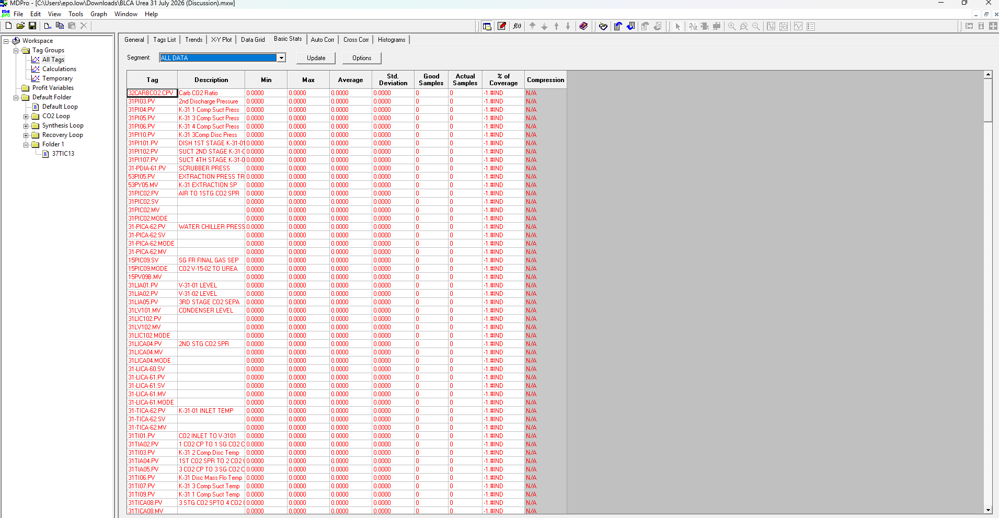 MDPro - [C:\Users\epo.low\Downloads\BLCA Urea 31 July 2026 (Discussion).mxw]
File Edit View Tools Graph Window Help
Workspace
Tag Groups
All Tags
Calculations
Temporary
Profit Variables
Default Folder
Default Loop
CO2 Loop
Synthesis Loop
Recovery Loop
Folder 1
37TIC13
General Tags List Trends X-Y Plot Data Grid Basic Stats Auto Corr Cross Corr Histograms
Segment: ALL DATA Update Options
Tag Description Min Max Average Std. Deviation Good Samples Actual Samples % of Coverage Compression
32CARBCO2.CPV Carb CO2 Ratio 0.0000 0.0000 0.0000 0.0000 0 0 -1.#IND N/A
31PI03.PV 2nd Discharge Pressure 0.0000 0.0000 0.0000 0.0000 0 0 -1.#IND N/A
31PI04.PV K-31 1 Comp Suct Press 0.0000 0.0000 0.0000 0.0000 0 0 -1.#IND N/A
31PI05.PV K-31 3 Comp Suct Press 0.0000 0.0000 0.0000 0.0000 0 0 -1.#IND N/A
31PI06.PV K-31 4 Comp Suct Press 0.0000 0.0000 0.0000 0.0000 0 0 -1.#IND N/A
31PI10.PV K-31 3Comp Disc Press 0.0000 0.0000 0.0000 0.0000 0 0 -1.#IND N/A
31PI101.PV DISH 1ST STAGE K-31-01 0.0000 0.0000 0.0000 0.0000 0 0 -1.#IND N/A
31PI102.PV SUCT 2ND STAGE K-31-0 0.0000 0.0000 0.0000 0.0000 0 0 -1.#IND N/A
31PI107.PV SUCT 4TH STAGE K-31-0 0.0000 0.0000 0.0000 0.0000 0 0 -1.#IND N/A
31-PDIA-61.PV SCRUBBER PRESS 0.0000 0.0000 0.0000 0.0000 0 0 -1.#IND N/A
53PI05.PV EXTRACTION PRESS TR 0.0000 0.0000 0.0000 0.0000 0 0 -1.#IND N/A
53PY05.MV K-31 EXTRACTION SP 0.0000 0.0000 0.0000 0.0000 0 0 -1.#IND N/A
31PIC02.PV AIR TO 1STG CO2 SPR 0.0000 0.0000 0.0000 0.0000 0 0 -1.#IND N/A
31PIC02.SV 0.0000 0.0000 0.0000 0.0000 0 0 -1.#IND N/A
31PIC02.MV 0.0000 0.0000 0.0000 0.0000 0 0 -1.#IND N/A
31PIC02.MODE 0.0000 0.0000 0.0000 0.0000 0 0 -1.#IND N/A
31-PICA-62.PV WATER CHILLER PRESS 0.0000 0.0000 0.0000 0.0000 0 0 -1.#IND N/A
31-PICA-62.SV 0.0000 0.0000 0.0000 0.0000 0 0 -1.#IND N/A
31-PICA-62.MODE 0.0000 0.0000 0.0000 0.0000 0 0 -1.#IND N/A
31-PICA-62.MV 0.0000 0.0000 0.0000 0.0000 0 0 -1.#IND N/A
15PIC09.SV SG FR FINAL GAS SEP 0.0000 0.0000 0.0000 0.0000 0 0 -1.#IND N/A
15PIC09.MODE CO2 V-15-02 TO UREA 0.0000 0.0000 0.0000 0.0000 0 0 -1.#IND N/A
15PV09B.MV 0.0000 0.0000 0.0000 0.0000 0 0 -1.#IND N/A
31LIA01.PV V-31-01 LEVEL 0.0000 0.0000 0.0000 0.0000 0 0 -1.#IND N/A
31LIA02.PV V-31-02 LEVEL 0.0000 0.0000 0.0000 0.0000 0 0 -1.#IND N/A
31LIA05.PV 3RD STAGE CO2 SEPA 0.0000 0.0000 0.0000 0.0000 0 0 -1.#IND N/A
31LV101.MV CONDENSER LEVEL 0.0000 0.0000 0.0000 0.0000 0 0 -1.#IND N/A
31LIC102.PV 0.0000 0.0000 0.0000 0.0000 0 0 -1.#IND N/A
31LV102.MV 0.0000 0.0000 0.0000 0.0000 0 0 -1.#IND N/A
31LIC102.MODE 0.0000 0.0000 0.0000 0.0000 0 0 -1.#IND N/A
31LICA04.PV 2ND STG CO2 SPR 0.0000 0.0000 0.0000 0.0000 0 0 -1.#IND N/A
31LICA04.MV 0.0000 0.0000 0.0000 0.0000 0 0 -1.#IND N/A
31LICA04.MODE 0.0000 0.0000 0.0000 0.0000 0 0 -1.#IND N/A
31-LICA-60.SV 0.0000 0.0000 0.0000 0.0000 0 0 -1.#IND N/A
31-LICA-61.PV 0.0000 0.0000 0.0000 0.0000 0 0 -1.#IND N/A
31-LICA-61.SV 0.0000 0.0000 0.0000 0.0000 0 0 -1.#IND N/A
31-LICA-61.MV 0.0000 0.0000 0.0000 0.0000 0 0 -1.#IND N/A
31-LICA-61.MODE 0.0000 0.0000 0.0000 0.0000 0 0 -1.#IND N/A
31-TICA-62.PV K-31-01 INLET TEMP 0.0000 0.0000 0.0000 0.0000 0 0 -1.#IND N/A
31-TICA-62.SV 0.0000 0.0000 0.0000 0.0000 0 0 -1.#IND N/A
31-TICA-62.MV 0.0000 0.0000 0.0000 0.0000 0 0 -1.#IND N/A
31TI01.PV CO2 INLET TO V-3101 0.0000 0.0000 0.0000 0.0000 0 0 -1.#IND N/A
31TIA02.PV 1 CO2 CP TO 1 SG CO2 C 0.0000 0.0000 0.0000 0.0000 0 0 -1.#IND N/A
31TI03.PV K-31 2 Comp Disc Temp 0.0000 0.0000 0.0000 0.0000 0 0 -1.#IND N/A
31TIA04.PV 1ST CO2 SPR TO 2 CO2 0.0000 0.0000 0.0000 0.0000 0 0 -1.#IND N/A
31TIA05.PV 3 CO2 CP TO 3 SG CO2 C 0.0000 0.0000 0.0000 0.0000 0 0 -1.#IND N/A
31TI06.PV K-31 Disc Mass Flo Temp 0.0000 0.0000 0.0000 0.0000 0 0 -1.#IND N/A
31TI07.PV K-31 3 Comp Suct Temp 0.0000 0.0000 0.0000 0.0000 0 0 -1.#IND N/A
31TI09.PV K-31 1 Comp Suct Temp 0.0000 0.0000 0.0000 0.0000 0 0 -1.#IND N/A
31TICA08.PV 3 STG CO2 SPTO 4 CO2 0.0000 0.0000 0.0000 0.0000 0 0 -1.#IND N/A
31TICA08.MV 0.0000 0.0000 0.0000 0.0000 0 0 -1.#IND N/A